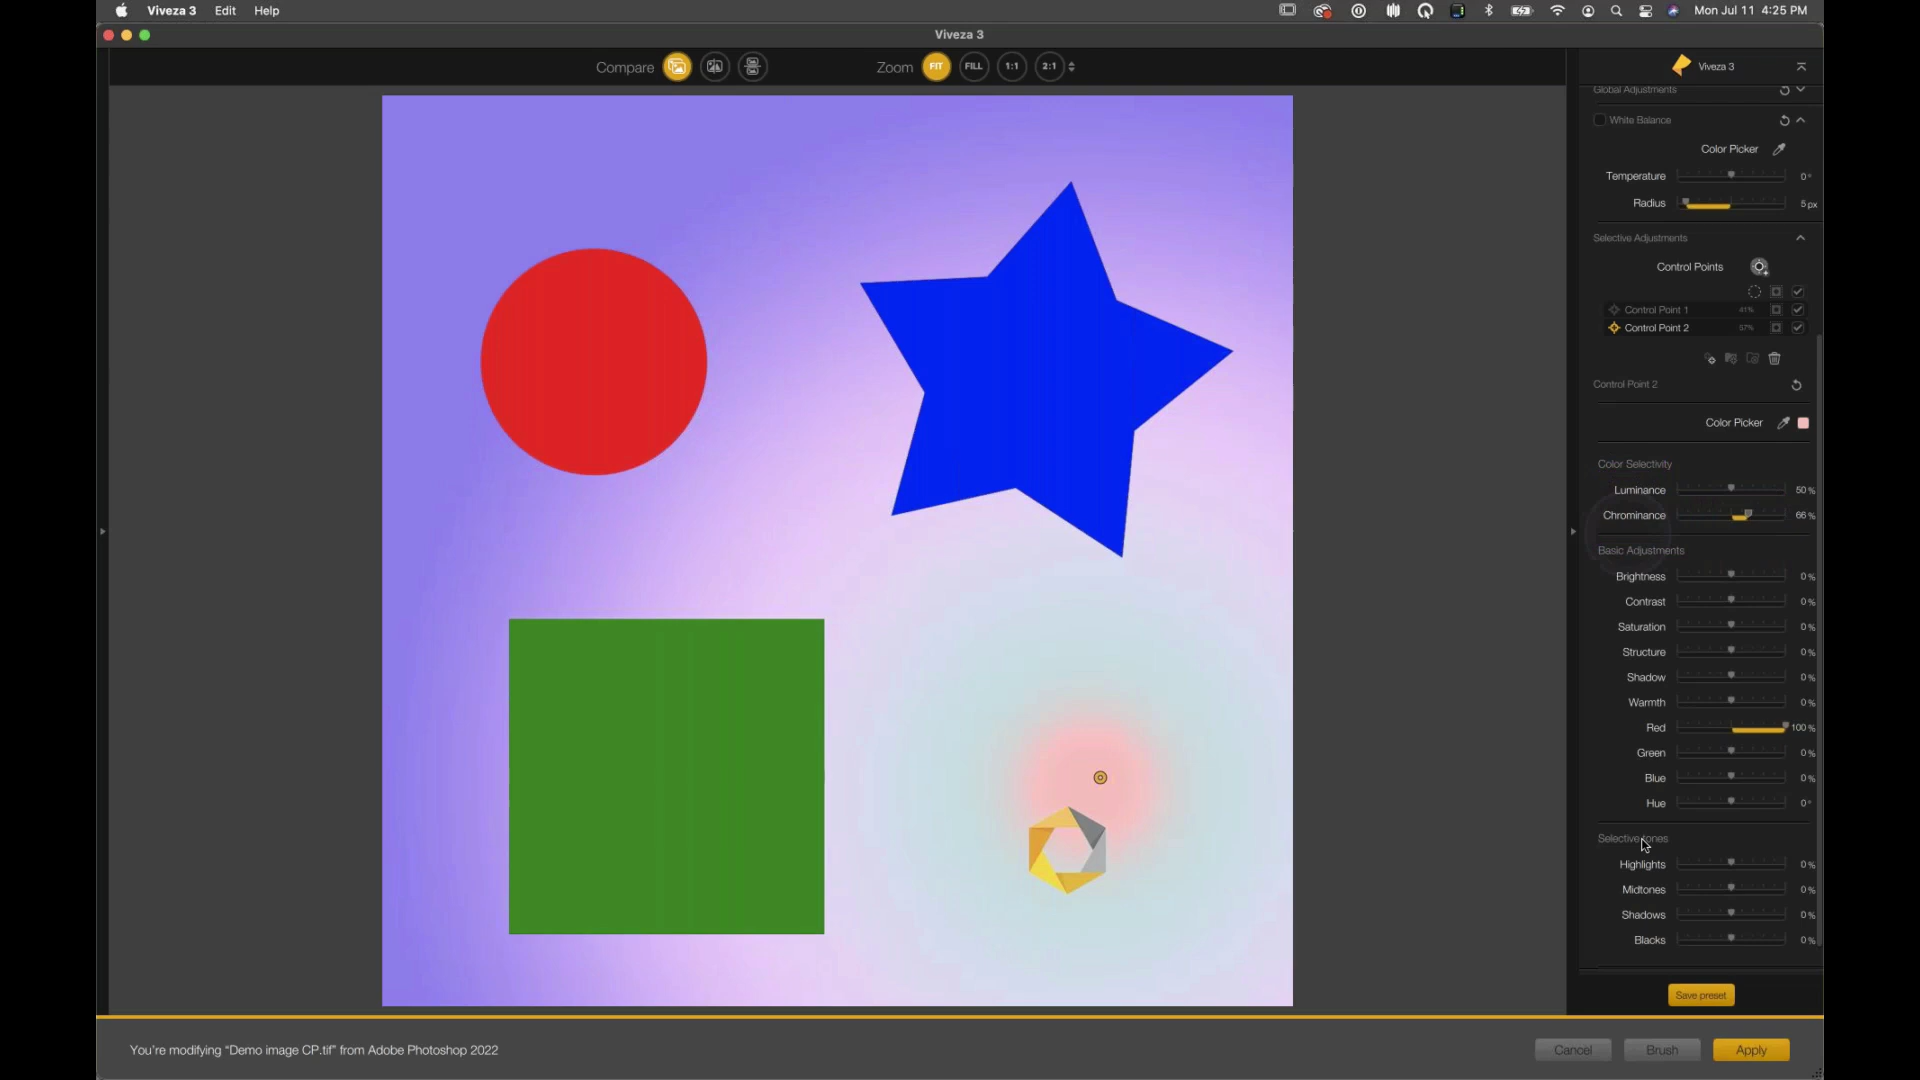 Viveza 3 Edit Help Mon Jul 11 4:25 PM
Viveza 3
Compare Zoom FIT FILL 1:1 2:1
Viveza 3
Global Adjustments
White Balance
Color Picker
Temperature 0°
Radius 5 px
Selective Adjustments
Control Points
Control Point 1 41%
Control Point 2 57%
Control Point 2
Color Picker
Color Selectivity
Luminance 50 %
Chrominance 66 %
Basic Adjustments
Brightness 0 %
Contrast 0 %
Saturation 0 %
Structure 0 %
Shadow 0 %
Warmth 0 %
Red 100 %
Green 0 %
Blue 0 %
Hue 0°
Selective tones
Highlights 0 %
Midtones 0 %
Shadows 0 %
Blacks 0 %
Save preset
You're modifying “Demo image CP.tif” from Adobe Photoshop 2022
Cancel Brush Apply